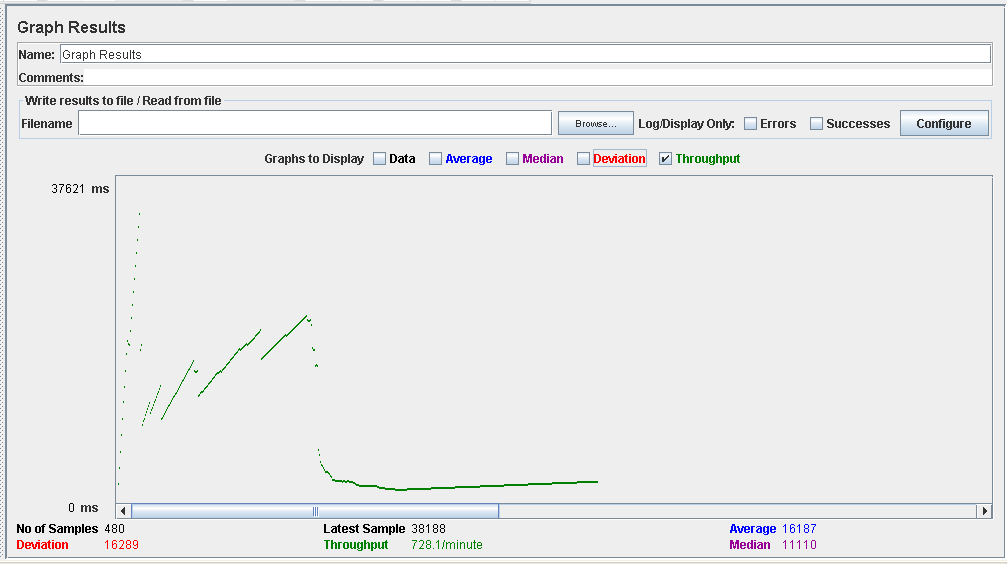 Graph Results
Name: Graph Results
Comments:
Write results to file / Read from file
Filename Browse... Log/Display Only: Errors Successes Configure
Graphs to Display Data Average Median Deviation Throughput
37621 ms
0 ms
No of Samples 480 Latest Sample 38188 Average 16187
Deviation 16289 Throughput 728.1/minute Median 11110